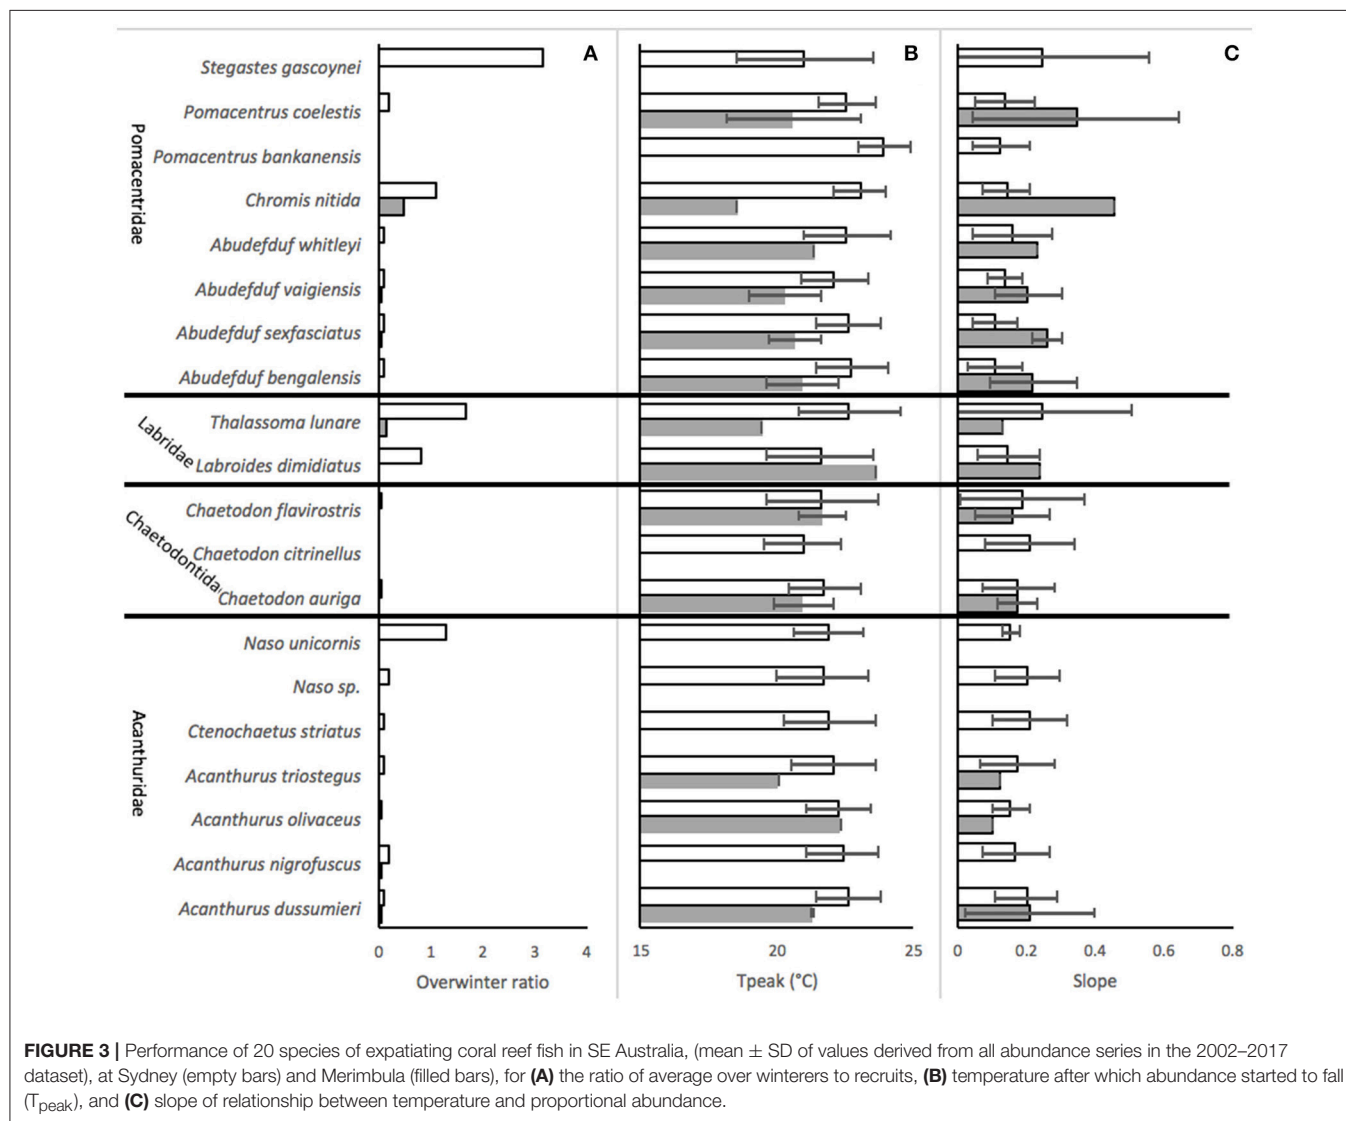 A
B
C
Pomacentridae
Stegastes gascoynei
Pomacentrus coelestis
Pomacentrus bankanensis
Chromis nitida
Abudefduf whitleyi
Abudefduf vaigiensis
Abudefduf sexfasciatus
Abudefduf bengalensis
Labridae
Thalassoma lunare
Labroides dimidiatus
Chaetodontida
Chaetodon flavirostris
Chaetodon citrinellus
Chaetodon auriga
Acanthuridae
Naso unicornis
Naso sp.
Ctenochaetus striatus
Acanthurus triostegus
Acanthurus olivaceus
Acanthurus nigrofuscus
Acanthurus dussumieri
0 1 2 3 4
Overwinter ratio
15 20 25
Tpeak (°C)
0 0.2 0.4 0.6 0.8
Slope
FIGURE 3 | Performance of 20 species of expatiating coral reef fish in SE Australia, (mean ± SD of values derived from all abundance series in the 2002–2017
dataset), at Sydney (empty bars) and Merimbula (filled bars), for (A) the ratio of average over winterers to recruits, (B) temperature after which abundance started to fall
(Tpeak), and (C) slope of relationship between temperature and proportional abundance.